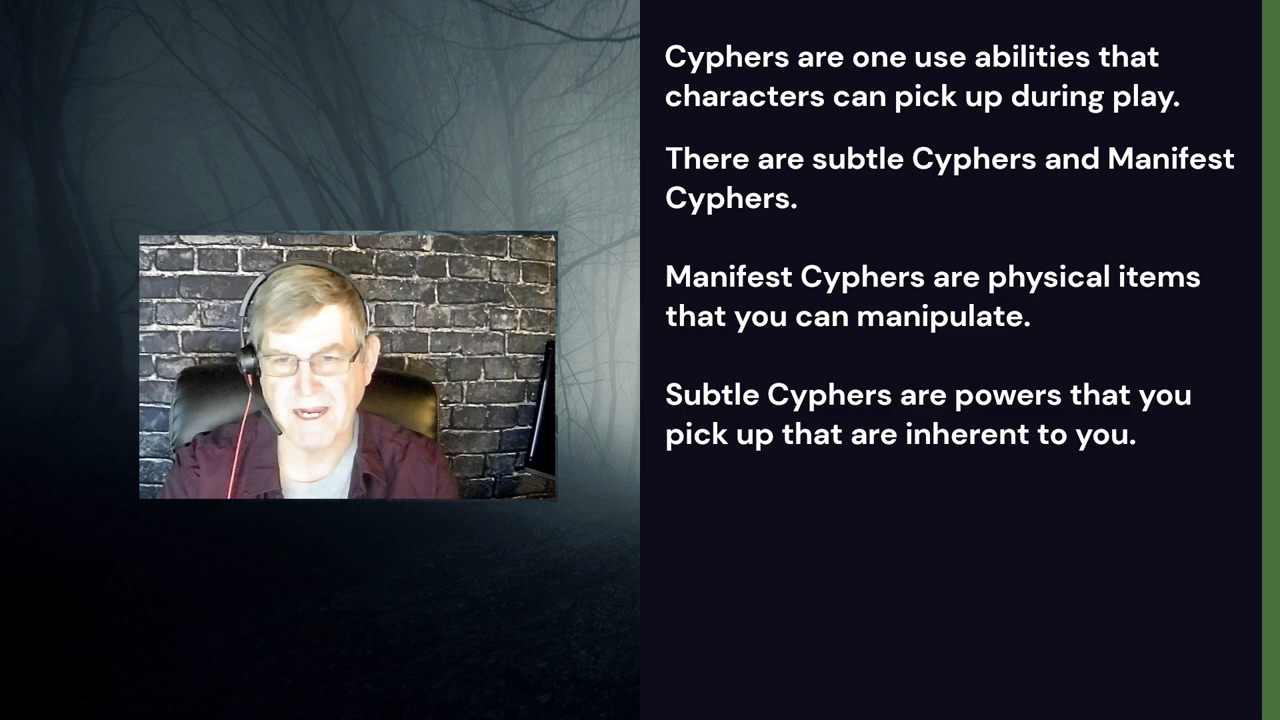 Cyphers are one use abilities that
characters can pick up during play.
There are subtle Cyphers and Manifest
Cyphers.
Manifest Cyphers are physical items
that you can manipulate.
Subtle Cyphers are powers that you
pick up that are inherent to you.